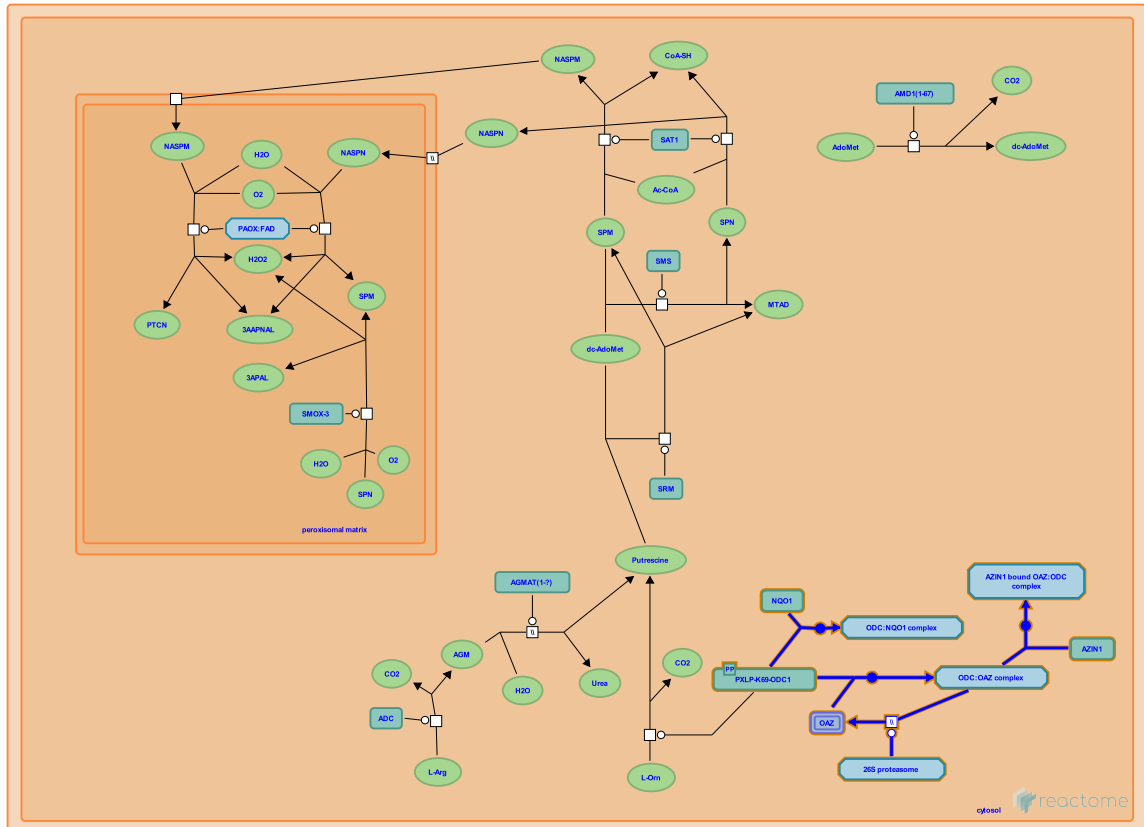 NASPM
CoA-SH
CO2
AMD1(1-67)
NASPN
SAT1
AdoMet
dc-AdoMet
NASPM
H2O
NASPN
\\
O2
Ac-CoA
PAOX:FAD
SPM
SPN
H2O2
SMS
SPM
MTAD
PTCN
3AAPNAL
dc-AdoMet
3APAL
SMOX-3
H2O
O2
SPN
SRM
peroxisomal matrix
Putrescine
AGMAT(1-?)
AZIN1 bound OAZ:ODC
complex
NQO1
\\
ODC:NQO1 complex
AGM
CO2
AZIN1
CO2
PP
PXLP-K69-ODC1
ODC:OAZ complex
H2O
Urea
ADC
OAZ
\\
L-Arg
L-Orn
26S proteasome
cytosol
reactome